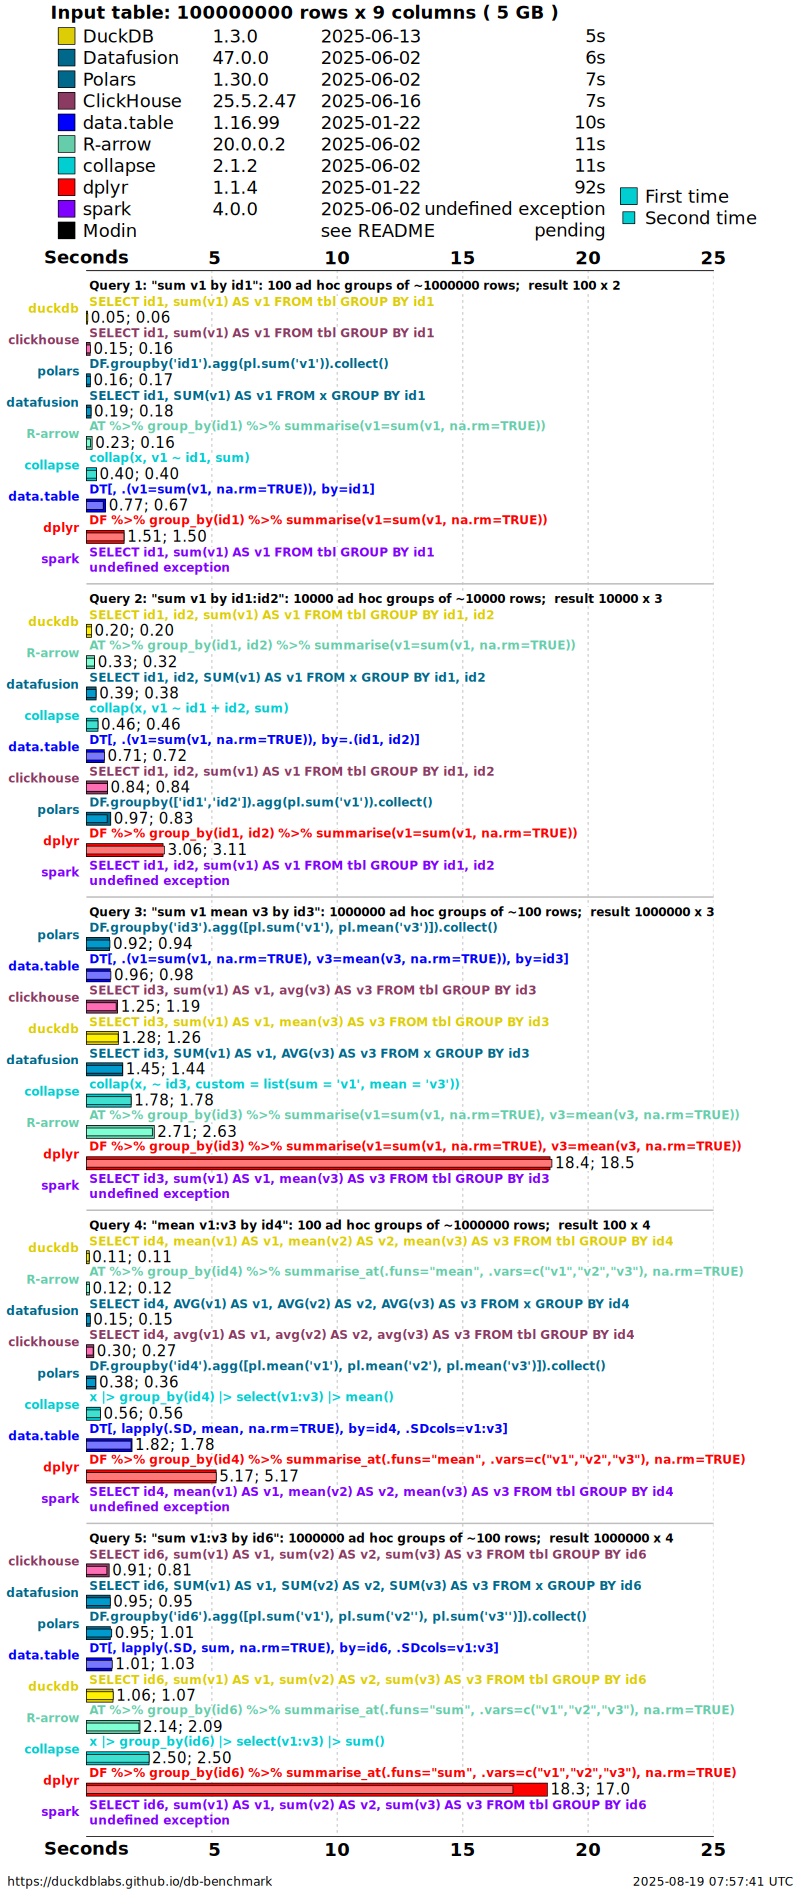 Input table: 100000000 rows x 9 columns ( 5 GB )
DuckDB 1.3.0 2025-06-13 5s
Datafusion 47.0.0 2025-06-02 6s
Polars 1.30.0 2025-06-02 7s
ClickHouse 25.5.2.47 2025-06-16 7s
data.table 1.16.99 2025-01-22 10s
R-arrow 20.0.0.2 2025-06-02 11s
collapse 2.1.2 2025-06-02 11s
dplyr 1.1.4 2025-01-22 92s
First time
spark 4.0.0 2025-06-02 undefined exception
Second time
Modin see README pending
Seconds 5 10 15 20 25
Query 1: "sum v1 by id1": 100 ad hoc groups of ~1000000 rows;  result 100 x 2
SELECT id1, sum(v1) AS v1 FROM tbl GROUP BY id1
duckdb
0.05; 0.06
SELECT id1, sum(v1) AS v1 FROM tbl GROUP BY id1
clickhouse
0.15; 0.16
DF.groupby('id1').agg(pl.sum('v1')).collect()
polars
0.16; 0.17
SELECT id1, SUM(v1) AS v1 FROM x GROUP BY id1
datafusion
0.19; 0.18
AT %>% group_by(id1) %>% summarise(v1=sum(v1, na.rm=TRUE))
R-arrow
0.23; 0.16
collap(x, v1 ~ id1, sum)
collapse
0.40; 0.40
DT[, .(v1=sum(v1, na.rm=TRUE)), by=id1]
data.table
0.77; 0.67
DF %>% group_by(id1) %>% summarise(v1=sum(v1, na.rm=TRUE))
dplyr
1.51; 1.50
SELECT id1, sum(v1) AS v1 FROM tbl GROUP BY id1
spark
undefined exception
Query 2: "sum v1 by id1:id2": 10000 ad hoc groups of ~10000 rows;  result 10000 x 3
SELECT id1, id2, sum(v1) AS v1 FROM tbl GROUP BY id1, id2
duckdb
0.20; 0.20
AT %>% group_by(id1, id2) %>% summarise(v1=sum(v1, na.rm=TRUE))
R-arrow
0.33; 0.32
SELECT id1, id2, SUM(v1) AS v1 FROM x GROUP BY id1, id2
datafusion
0.39; 0.38
collap(x, v1 ~ id1 + id2, sum)
collapse
0.46; 0.46
DT[, .(v1=sum(v1, na.rm=TRUE)), by=.(id1, id2)]
data.table
0.71; 0.72
SELECT id1, id2, sum(v1) AS v1 FROM tbl GROUP BY id1, id2
clickhouse
0.84; 0.84
DF.groupby(['id1','id2']).agg(pl.sum('v1')).collect()
polars
0.97; 0.83
DF %>% group_by(id1, id2) %>% summarise(v1=sum(v1, na.rm=TRUE))
dplyr
3.06; 3.11
SELECT id1, id2, sum(v1) AS v1 FROM tbl GROUP BY id1, id2
spark
undefined exception
Query 3: "sum v1 mean v3 by id3": 1000000 ad hoc groups of ~100 rows;  result 1000000 x 3
DF.groupby('id3').agg([pl.sum('v1'), pl.mean('v3')]).collect()
polars
0.92; 0.94
DT[, .(v1=sum(v1, na.rm=TRUE), v3=mean(v3, na.rm=TRUE)), by=id3]
data.table
0.96; 0.98
SELECT id3, sum(v1) AS v1, avg(v3) AS v3 FROM tbl GROUP BY id3
clickhouse
1.25; 1.19
SELECT id3, sum(v1) AS v1, mean(v3) AS v3 FROM tbl GROUP BY id3
duckdb
1.28; 1.26
SELECT id3, SUM(v1) AS v1, AVG(v3) AS v3 FROM x GROUP BY id3
datafusion
1.45; 1.44
collap(x, ~ id3, custom = list(sum = 'v1', mean = 'v3'))
collapse
1.78; 1.78
AT %>% group_by(id3) %>% summarise(v1=sum(v1, na.rm=TRUE), v3=mean(v3, na.rm=TRUE))
R-arrow
2.71; 2.63
DF %>% group_by(id3) %>% summarise(v1=sum(v1, na.rm=TRUE), v3=mean(v3, na.rm=TRUE))
dplyr
18.4; 18.5
SELECT id3, sum(v1) AS v1, mean(v3) AS v3 FROM tbl GROUP BY id3
spark
undefined exception
Query 4: "mean v1:v3 by id4": 100 ad hoc groups of ~1000000 rows;  result 100 x 4
SELECT id4, mean(v1) AS v1, mean(v2) AS v2, mean(v3) AS v3 FROM tbl GROUP BY id4
duckdb
0.11; 0.11
AT %>% group_by(id4) %>% summarise_at(.funs="mean", .vars=c("v1","v2","v3"), na.rm=TRUE)
R-arrow
0.12; 0.12
SELECT id4, AVG(v1) AS v1, AVG(v2) AS v2, AVG(v3) AS v3 FROM x GROUP BY id4
datafusion
0.15; 0.15
SELECT id4, avg(v1) AS v1, avg(v2) AS v2, avg(v3) AS v3 FROM tbl GROUP BY id4
clickhouse
0.30; 0.27
DF.groupby('id4').agg([pl.mean('v1'), pl.mean('v2'), pl.mean('v3')]).collect()
polars
0.38; 0.36
x |> group_by(id4) |> select(v1:v3) |> mean()
collapse
0.56; 0.56
DT[, lapply(.SD, mean, na.rm=TRUE), by=id4, .SDcols=v1:v3]
data.table
1.82; 1.78
DF %>% group_by(id4) %>% summarise_at(.funs="mean", .vars=c("v1","v2","v3"), na.rm=TRUE)
dplyr
5.17; 5.17
SELECT id4, mean(v1) AS v1, mean(v2) AS v2, mean(v3) AS v3 FROM tbl GROUP BY id4
spark
undefined exception
Query 5: "sum v1:v3 by id6": 1000000 ad hoc groups of ~100 rows;  result 1000000 x 4
SELECT id6, sum(v1) AS v1, sum(v2) AS v2, sum(v3) AS v3 FROM tbl GROUP BY id6
clickhouse
0.91; 0.81
SELECT id6, SUM(v1) AS v1, SUM(v2) AS v2, SUM(v3) AS v3 FROM x GROUP BY id6
datafusion
0.95; 0.95
DF.groupby('id6').agg([pl.sum('v1'), pl.sum('v2''), pl.sum('v3'')]).collect()
polars
0.95; 1.01
DT[, lapply(.SD, sum, na.rm=TRUE), by=id6, .SDcols=v1:v3]
data.table
1.01; 1.03
SELECT id6, sum(v1) AS v1, sum(v2) AS v2, sum(v3) AS v3 FROM tbl GROUP BY id6
duckdb
1.06; 1.07
AT %>% group_by(id6) %>% summarise_at(.funs="sum", .vars=c("v1","v2","v3"), na.rm=TRUE)
R-arrow
2.14; 2.09
x |> group_by(id6) |> select(v1:v3) |> sum()
collapse
2.50; 2.50
DF %>% group_by(id6) %>% summarise_at(.funs="sum", .vars=c("v1","v2","v3"), na.rm=TRUE)
dplyr
18.3; 17.0
SELECT id6, sum(v1) AS v1, sum(v2) AS v2, sum(v3) AS v3 FROM tbl GROUP BY id6
spark
undefined exception
Seconds 5 10 15 20 25
https://duckdblabs.github.io/db-benchmark 2025-08-19 07:57:41 UTC